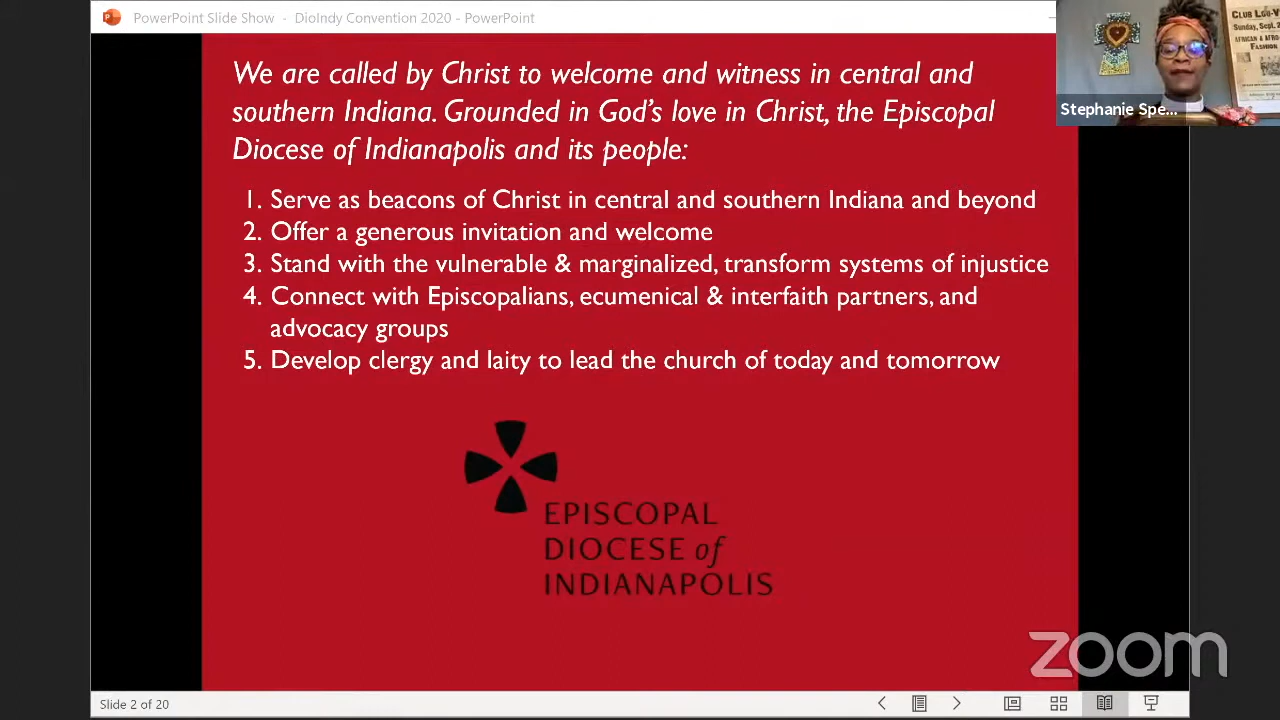 PowerPoint Slide Show - DioIndy Convention 2020 - PowerPoint
We are called by Christ to welcome and witness in central and
southern Indiana. Grounded in God's love in Christ, the Episcopal
Diocese of Indianapolis and its people:
1. Serve as beacons of Christ in central and southern Indiana and beyond
2. Offer a generous invitation and welcome
3. Stand with the vulnerable & marginalized, transform systems of injustice
4. Connect with Episcopalians, ecumenical & interfaith partners, and
advocacy groups
5. Develop clergy and laity to lead the church of today and tomorrow
EPISCOPAL
DIOCESE of
INDIANAPOLIS
Stephanie Spe...
Sunday, Sept.
FASHION
zoom
Slide 2 of 20